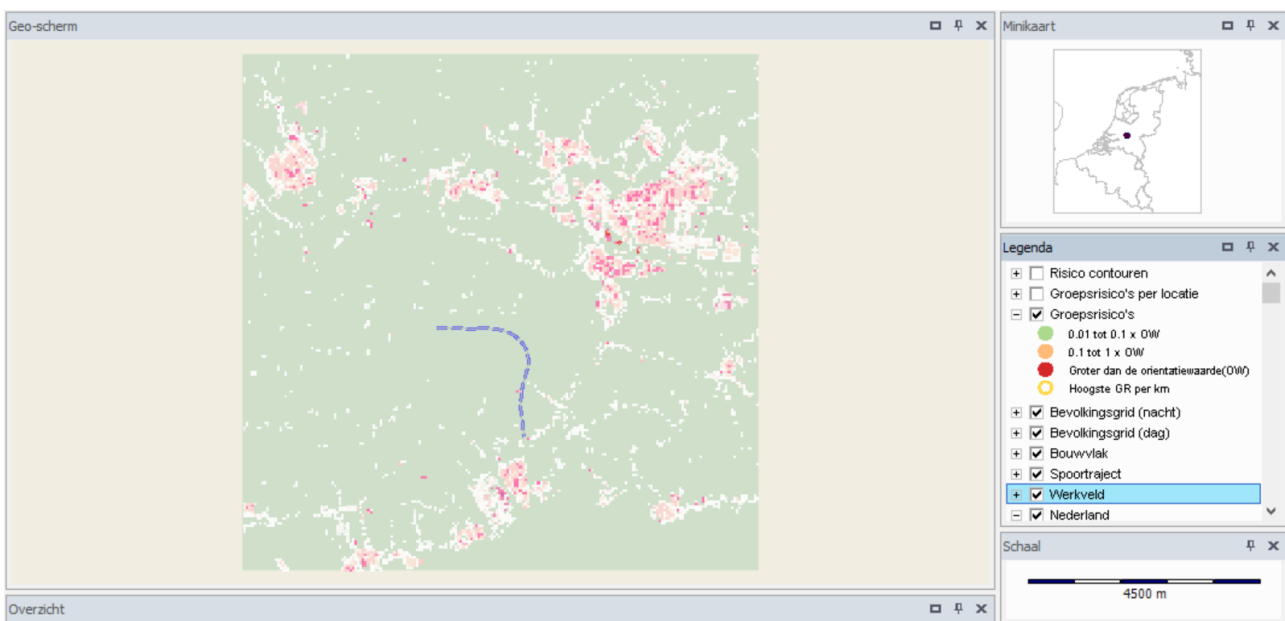 Geo-scherm
Minikaart
Legenda
Risico contouren
Groepsrisico's per locatie
Groepsrisico's
0.01 tot 0.1 x OW
0.1 tot 1 x OW
Groter dan de orientatiewaarde(OW)
Hoogste GR per km
Bevolkingsgrid (nacht)
Bevolkingsgrid (dag)
Bouwvlak
Spoortraject
Werkveld
Nederland
Schaal
4500 m
Overzicht